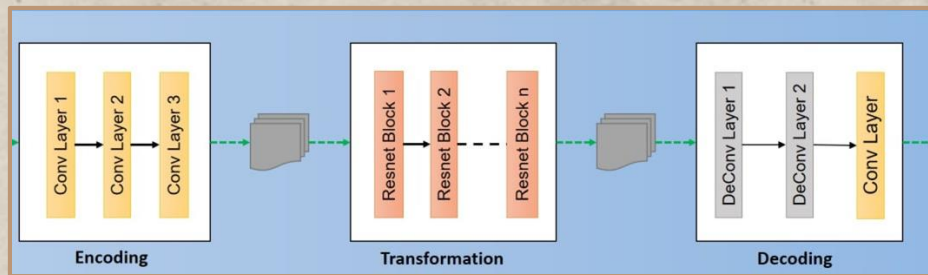 Conv Layer 1
Conv Layer 2
Conv Layer 3
Encoding
Resnet Block 1
Resnet Block 2
Resnet Block n
Transformation
DeConv Layer 1
DeConv Layer 2
Conv Layer
Decoding